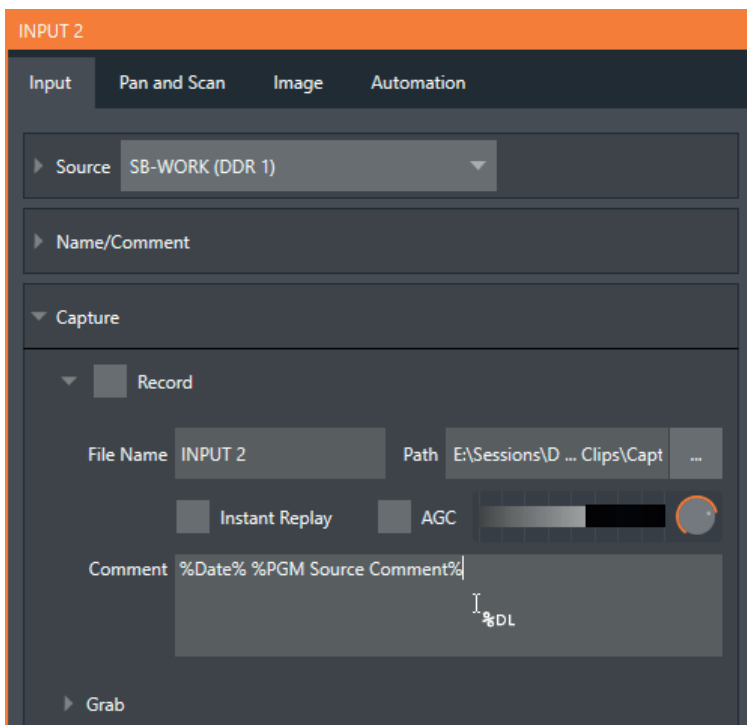 INPUT 2
Input Pan and Scan Image Automation
Source SB-WORK (DDR 1)
Name/Comment
Capture
Record
File Name INPUT 2 Path E:\Sessions\D ... Clips\Capt ...
Instant Replay AGC
Comment %Date% %PGM Source Comment%
%DL
Grab